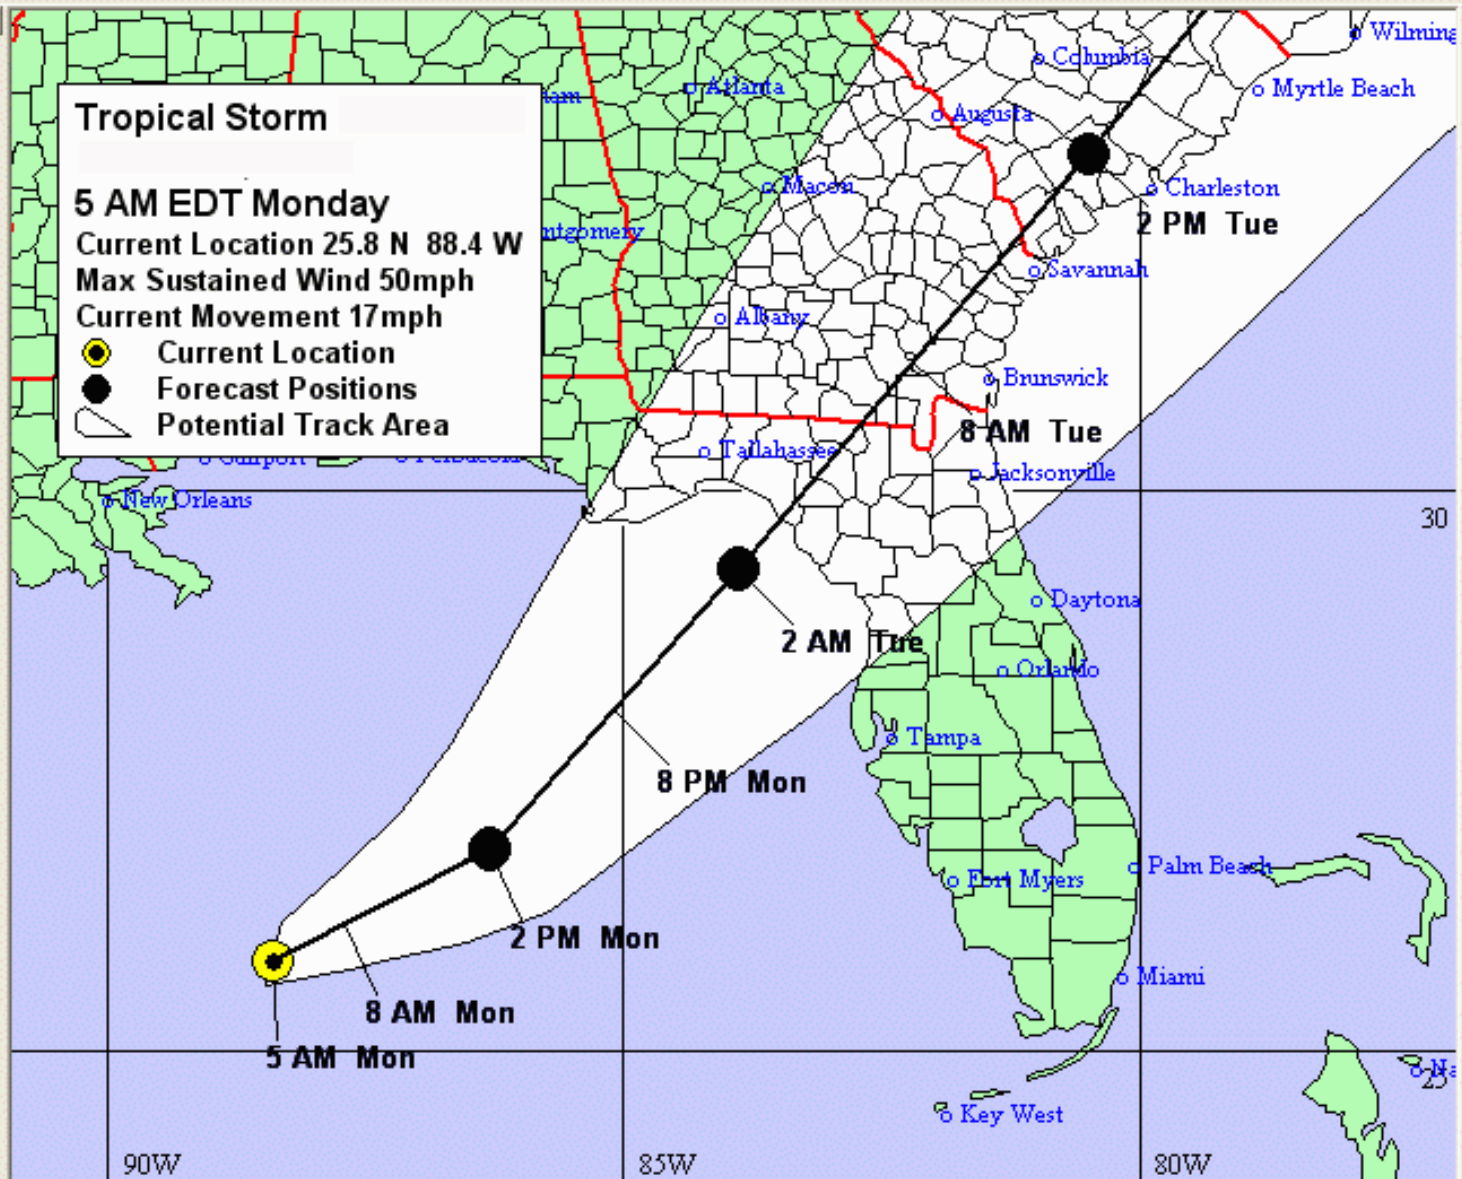 Wilming
Columbia
Atlanta
Myrtle Beach
Tropical Storm
Augusta
Macon
Charleston
5 AM EDT Monday
2 PM Tue
ntgomery
Current Location 25.8 N 88.4 W
Savannah
Max Sustained Wind 50mph
Current Movement 17mph
Albany
Current Location
Forecast Positions
Brunswick
Potential Track Area
8 AM Tue
Tallahassee
Gulfport
Jacksonville
New Orleans
30
Daytona
2 AM Tue
Orlando
Tampa
8 PM Mon
Palm Beach
Fort Myers
2 PM Mon
Miami
8 AM Mon
5 AM Mon
Na
25
Key West
90W
85W
80W